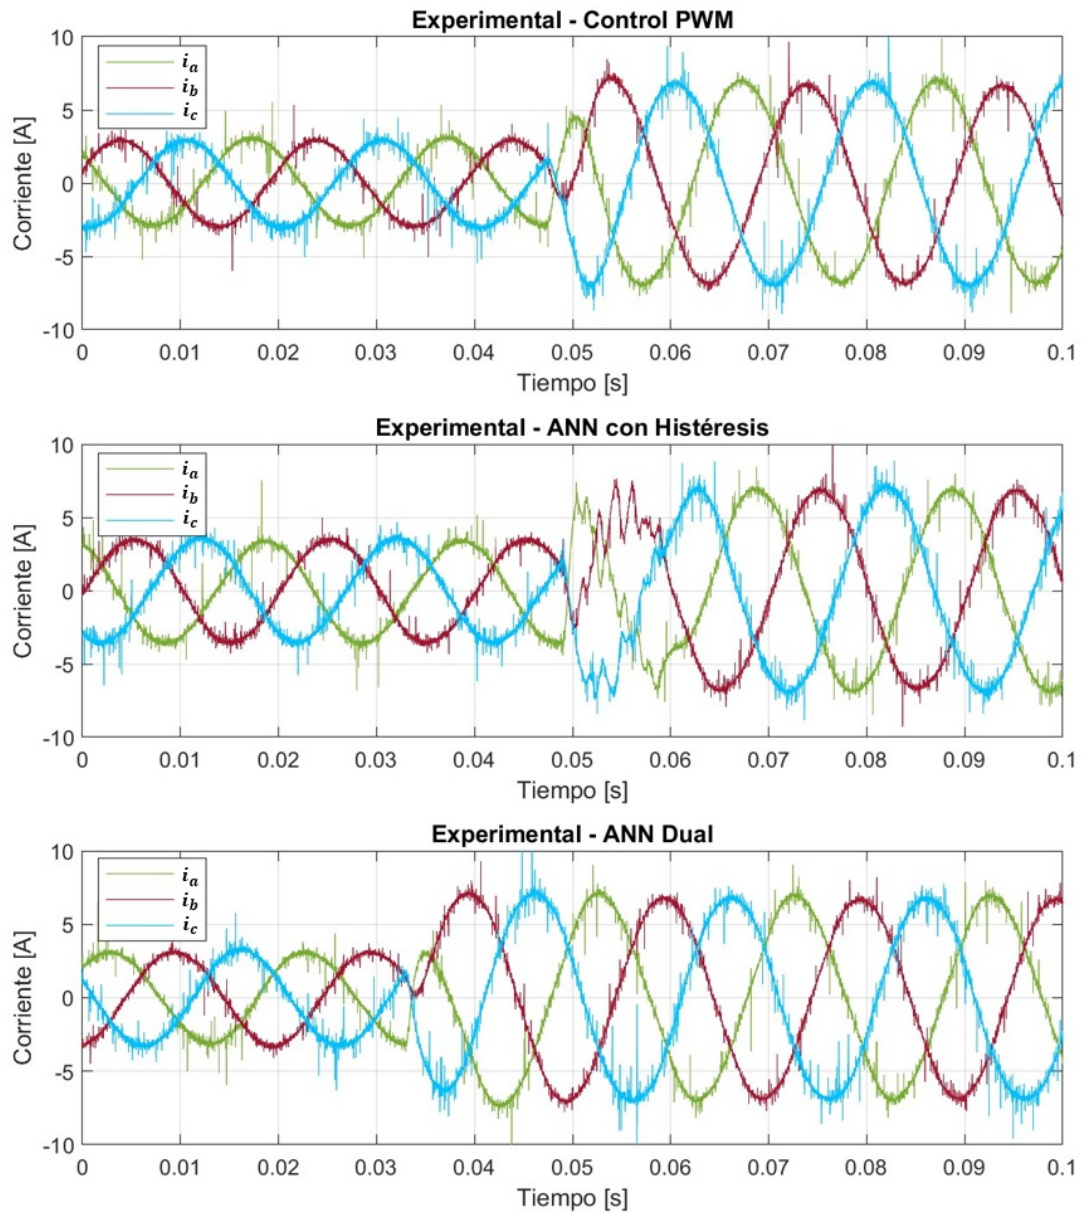 Experimental - Control PWM
10
5
0
-5
-10
Corriente [A]
i_a
i_b
i_c
0 0.01 0.02 0.03 0.04 0.05 0.06 0.07 0.08 0.09 0.1
Tiempo [s]
Experimental - ANN con Histéresis
10
5
0
-5
-10
Corriente [A]
i_a
i_b
i_c
0 0.01 0.02 0.03 0.04 0.05 0.06 0.07 0.08 0.09 0.1
Tiempo [s]
Experimental - ANN Dual
10
5
0
-5
-10
Corriente [A]
i_a
i_b
i_c
0 0.01 0.02 0.03 0.04 0.05 0.06 0.07 0.08 0.09 0.1
Tiempo [s]